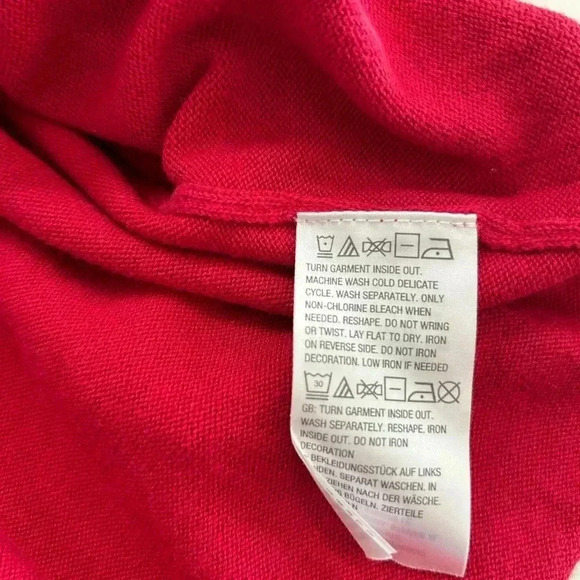 TURN GARMENT INSIDE OUT.
MACHINE WASH COLD DELICATE
CYCLE. WASH SEPARATELY. ONLY
NON-CHLORINE BLEACH WHEN
NEEDED. RESHAPE. DO NOT WRING
OR TWIST. LAY FLAT TO DRY. IRON
ON REVERSE SIDE. DO NOT IRON
DECORATION. LOW IRON IF NEEDED
30
GB: TURN GARMENT INSIDE OUT.
WASH SEPARATELY. RESHAPE. IRON
INSIDE OUT. DO NOT IRON
DECORATION
BEKLEIDUNGSSTÜCK AUF LINKS
NDEN. SEPARAT WASCHEN. IN
ZIEHEN NACH DER WÄSCHE.
BÜGELN. ZIERTEILE